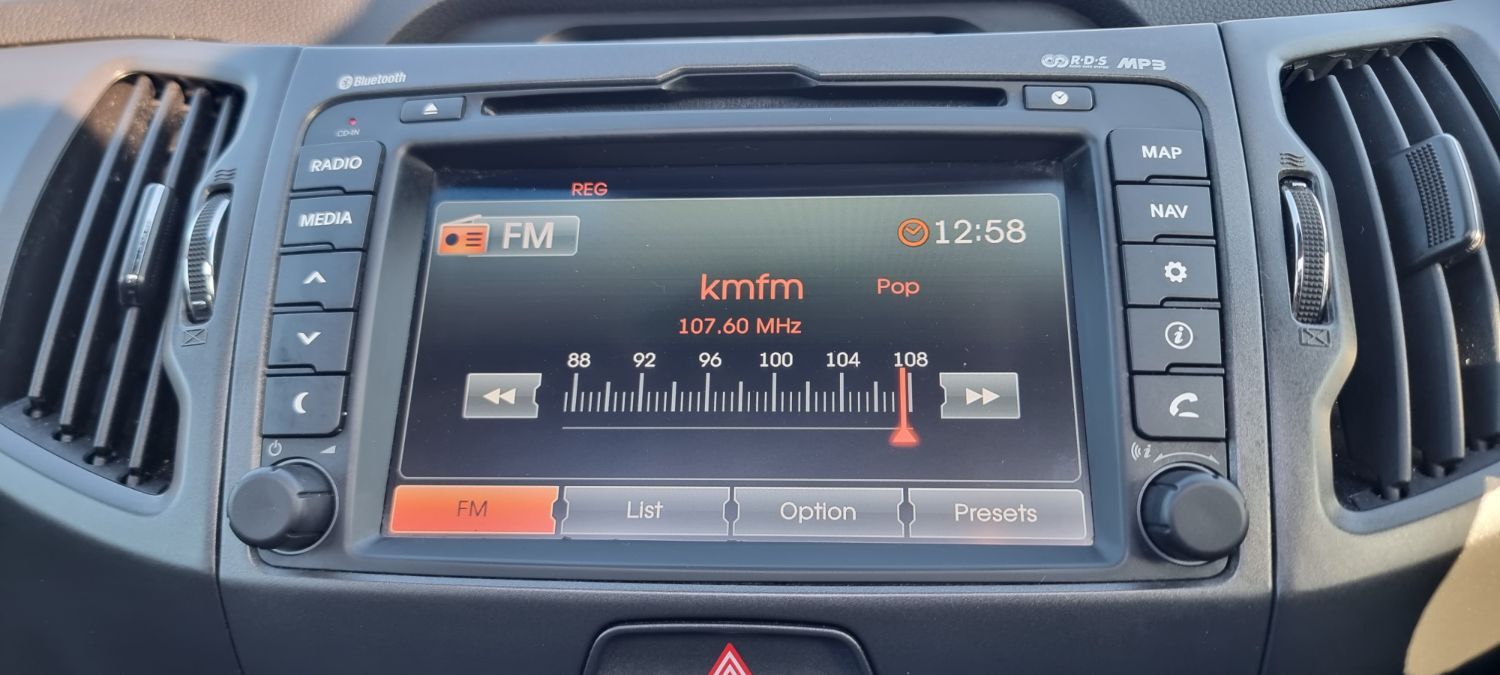 Bluetooth
R·D·S MP3
CD-IN
RADIO
MEDIA
REG
FM
12:58
kmfm
Pop
107.60 MHz
88 92 96 100 104 108
FM
List
Option
Presets
MAP
NAV
i
i